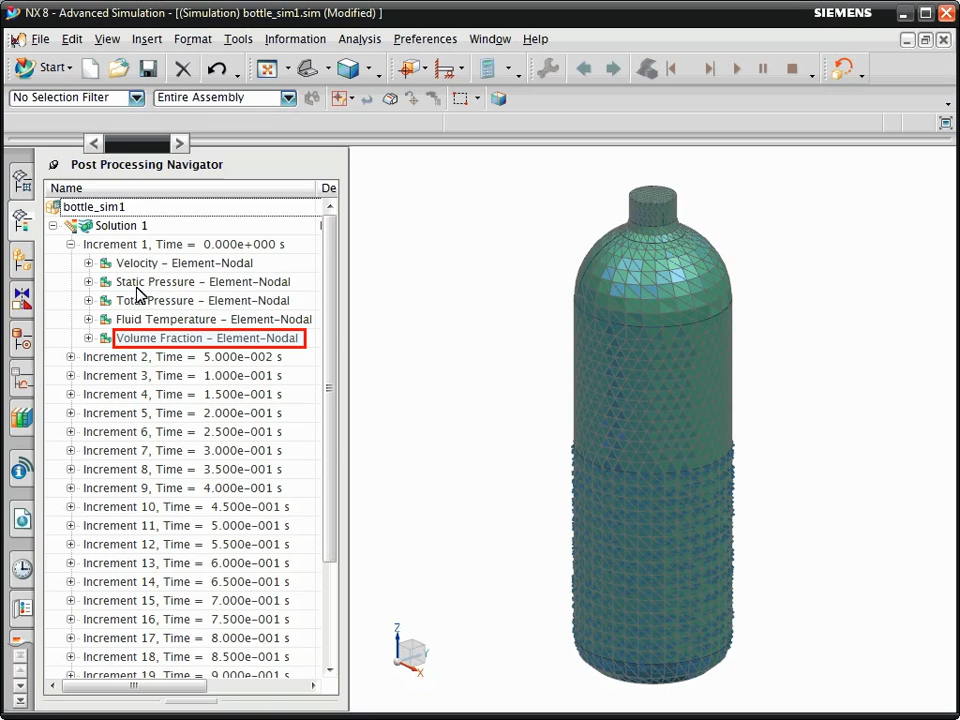 NX 8 - Advanced Simulation - [(Simulation) bottle_sim1.sim (Modified) ]
SIEMENS
File Edit View Insert Format Tools Information Analysis Preferences Window Help
Start
No Selection Filter Entire Assembly
Post Processing Navigator
Name De
bottle_sim1
Solution 1
Increment 1, Time = 0.000e+000 s
Velocity - Element-Nodal
Static Pressure - Element-Nodal
Total Pressure - Element-Nodal
Fluid Temperature - Element-Nodal
Volume Fraction - Element-Nodal
Increment 2, Time = 5.000e-002 s
Increment 3, Time = 1.000e-001 s
Increment 4, Time = 1.500e-001 s
Increment 5, Time = 2.000e-001 s
Increment 6, Time = 2.500e-001 s
Increment 7, Time = 3.000e-001 s
Increment 8, Time = 3.500e-001 s
Increment 9, Time = 4.000e-001 s
Increment 10, Time = 4.500e-001 s
Increment 11, Time = 5.000e-001 s
Increment 12, Time = 5.500e-001 s
Increment 13, Time = 6.000e-001 s
Increment 14, Time = 6.500e-001 s
Increment 15, Time = 7.000e-001 s
Increment 16, Time = 7.500e-001 s
Increment 17, Time = 8.000e-001 s
Increment 18, Time = 8.500e-001 s
Increment 19, Time = 9.000e-001 s
Z
Y
X